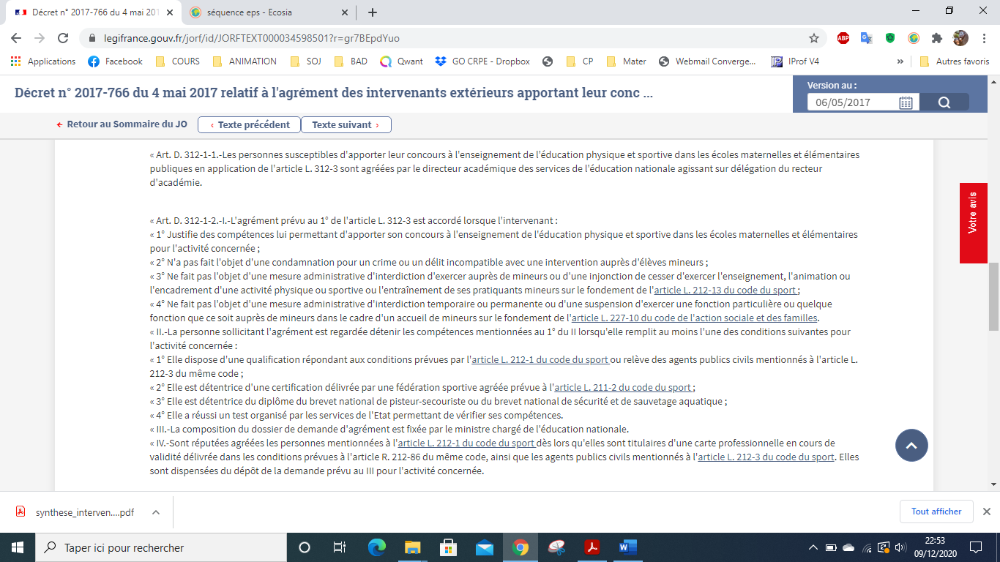 Décret n° 2017-766 du 4 mai 201
séquence eps - Ecosia
legifrance.gouv.fr/jorf/id/JORFTEXT000034598501?r=gr7BEpdYuo
Applications
Facebook
COURS
ANIMATION
SOJ
BAD
Qwant
GO CRPE - Dropbox
CP
Mater
Webmail Converge...
IProf V4
»
Autres favoris
Décret n° 2017-766 du 4 mai 2017 relatif à l'agrément des intervenants extérieurs apportant leur conc ...
Version au :
06/05/2017
Retour au Sommaire du JO
‹ Texte précédent
Texte suivant ›
« Art. D. 312-1-1.-Les personnes susceptibles d'apporter leur concours à l'enseignement de l'éducation physique et sportive dans les écoles maternelles et élémentaires
publiques en application de l'article L. 312-3 sont agréées par le directeur académique des services de l'éducation nationale agissant sur délégation du recteur
d'académie.
« Art. D. 312-1-2.-I.-L'agrément prévu au 1° de l'article L. 312-3 est accordé lorsque l'intervenant :
« 1° Justifie des compétences lui permettant d'apporter son concours à l'enseignement de l'éducation physique et sportive dans les écoles maternelles et élémentaires
pour l'activité concernée ;
« 2° N'a pas fait l'objet d'une condamnation pour un crime ou un délit incompatible avec une intervention auprès d'élèves mineurs ;
« 3° Ne fait pas l'objet d'une mesure administrative d'interdiction d'exercer auprès de mineurs ou d'une injonction de cesser d'exercer l'enseignement, l'animation ou
l'encadrement d'une activité physique ou sportive ou l'entraînement de ses pratiquants mineurs sur le fondement de l'article L. 212-13 du code du sport ;
« 4° Ne fait pas l'objet d'une mesure administrative d'interdiction temporaire ou permanente ou d'une suspension d'exercer une fonction particulière ou quelque
fonction que ce soit auprès de mineurs dans le cadre d'un accueil de mineurs sur le fondement de l'article L. 227-10 du code de l'action sociale et des familles.
« II.-La personne sollicitant l'agrément est regardée détenir les compétences mentionnées au 1° du II lorsqu'elle remplit au moins l'une des conditions suivantes pour
l'activité concernée :
« 1° Elle dispose d'une qualification répondant aux conditions prévues par l'article L. 212-1 du code du sport ou relève des agents publics civils mentionnés à l'article L.
212-3 du même code ;
« 2° Elle est détentrice d'une certification délivrée par une fédération sportive agréée prévue à l'article L. 211-2 du code du sport ;
« 3° Elle est détentrice du diplôme du brevet national de pisteur-secouriste ou du brevet national de sécurité et de sauvetage aquatique ;
« 4° Elle a réussi un test organisé par les services de l'Etat permettant de vérifier ses compétences.
« III.-La composition du dossier de demande d'agrément est fixée par le ministre chargé de l'éducation nationale.
« IV.-Sont réputées agréées les personnes mentionnées à l'article L. 212-1 du code du sport dès lors qu'elles sont titulaires d'une carte professionnelle en cours de
validité délivrée dans les conditions prévues à l'article R. 212-86 du même code, ainsi que les agents publics civils mentionnés à l'article L. 212-3 du code du sport. Elles
sont dispensées du dépôt de la demande prévu au III pour l'activité concernée.
Votre avis
synthese_interven....pdf
Tout afficher
Taper ici pour rechercher
22:53
09/12/2020